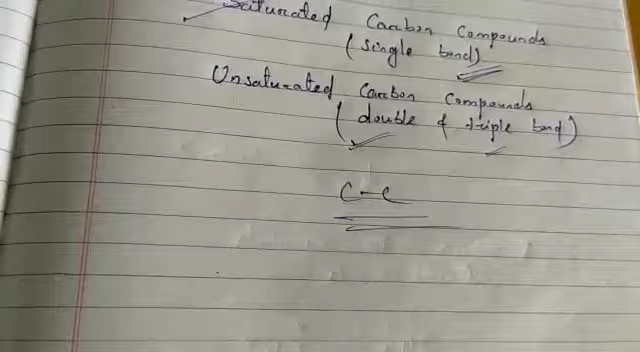 Saturated Carbon Compounds
(single bond)
Unsaturated Carbon Compounds
(double & triple bond)
C-C